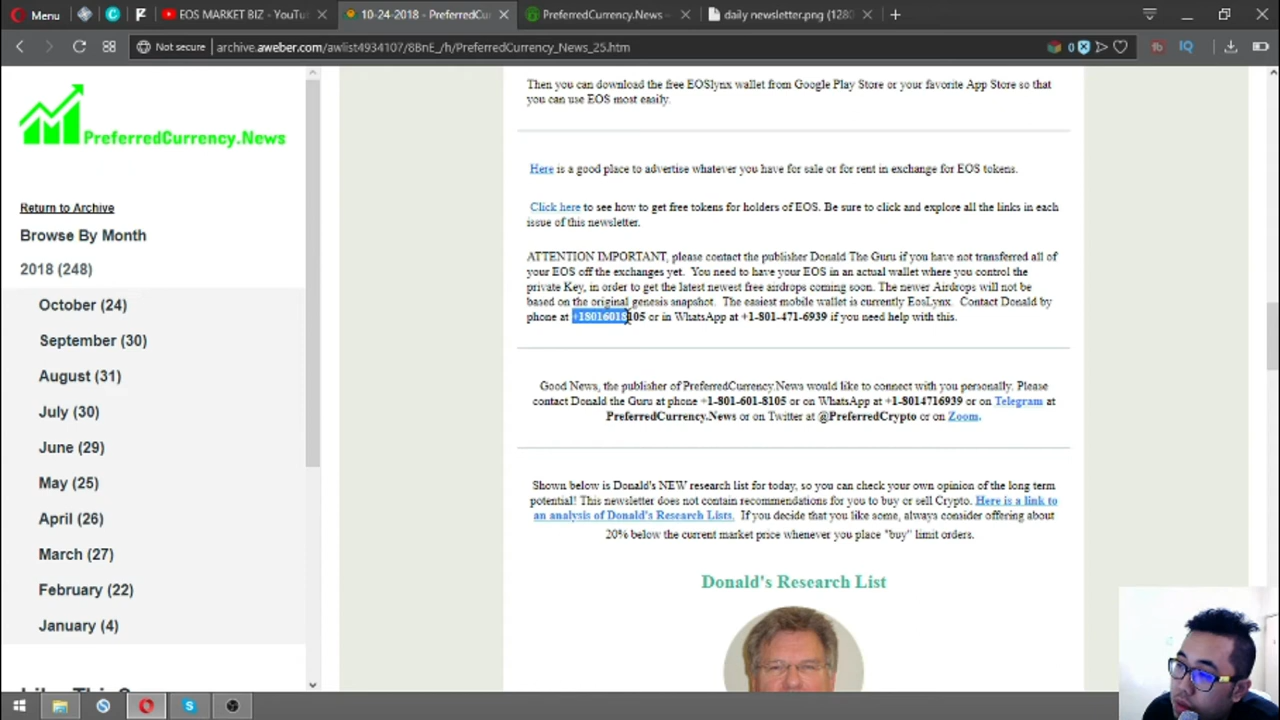 Menu
EOS MARKET BIZ - YouTu
10-24-2018 - PreferredCu
PreferredCurrency.News -
daily newsletter.png (1280
Not secure
archive.aweber.com/awlist4934107/8BnE_/h/PreferredCurrency_News_25.htm
0
IQ
PreferredCurrency.News
Return to Archive
Browse By Month
2018 (248)
October (24)
September (30)
August (31)
July (30)
June (29)
May (25)
April (26)
March (27)
February (22)
January (4)
Then you can download the free EOSlynx wallet from Google Play Store or your favorite App Store so that
you can use EOS most easily.
Here is a good place to advertise whatever you have for sale or for rent in exchange for EOS tokens.
Click here to see how to get free tokens for holders of EOS. Be sure to click and explore all the links in each
issue of this newsletter.
ATTENTION IMPORTANT, please contact the publisher Donald The Guru if you have not transferred all of
your EOS off the exchanges yet. You need to have your EOS in an actual wallet where you control the
private Key, in order to get the latest newest free airdrops coming soon. The newer Airdrops will not be
based on the original genesis snapshot. The easiest mobile wallet is currently EosLynx. Contact Donald by
phone at +18016018105 or in WhatsApp at +1-801-471-6939 if you need help with this.
Good News, the publisher of PreferredCurrency.News would like to connect with you personally. Please
contact Donald the Guru at phone +1-801-601-8105 or on WhatsApp at +1-8014716939 or on Telegram at
PreferredCurrency.News or on Twitter at @PreferredCrypto or on Zoom.
Shown below is Donald's NEW research list for today, so you can check your own opinion of the long term
potential! This newsletter does not contain recommendations for you to buy or sell Crypto. Here is a link to
an analysis of Donald's Research Lists. If you decide that you like some, always consider offering about
20% below the current market price whenever you place "buy" limit orders.
Donald's Research List